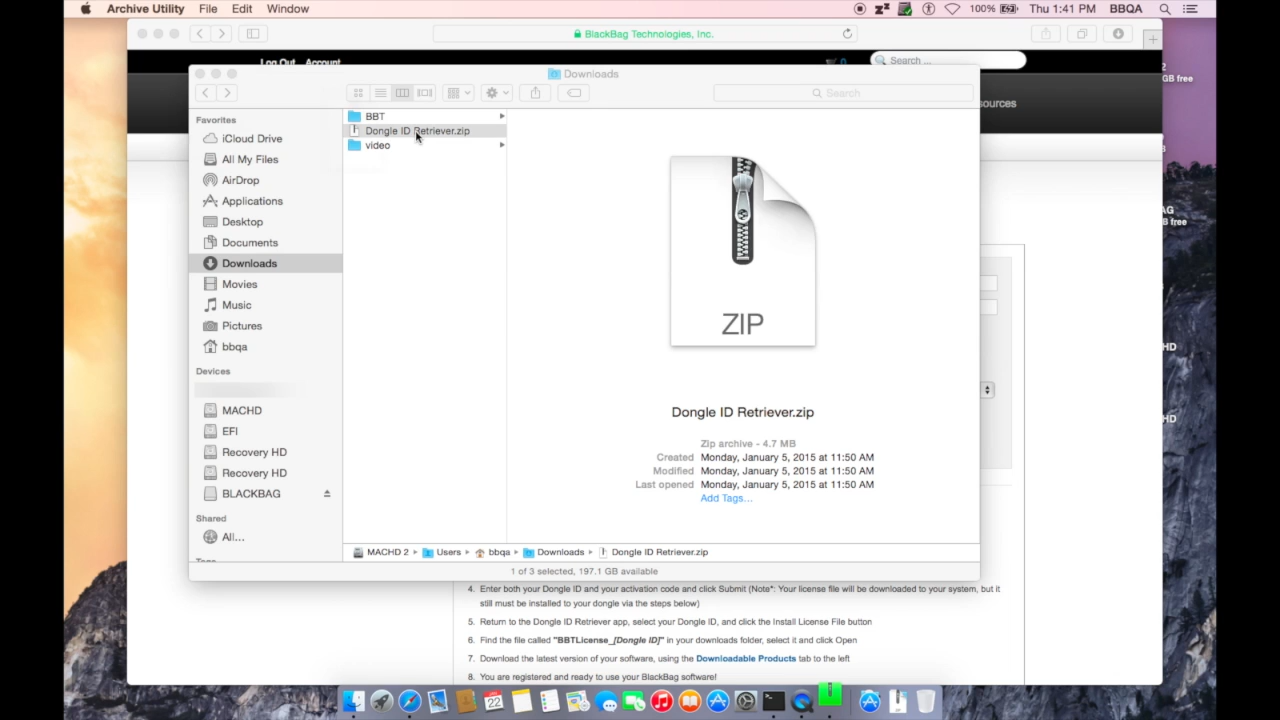 Archive Utility File Edit Window 100% Thu 1:41 PM BBQA
BlackBag Technologies, Inc.
Log Out Account 0 Search ...
Downloads
Search
Favorites
iCloud Drive
All My Files
AirDrop
Applications
Desktop
Documents
Downloads
Movies
Music
Pictures
bbqa
Devices
MACHD
EFI
Recovery HD
Recovery HD
BLACKBAG
Shared
All...
BBT
Dongle ID Retriever.zip
video
ZIP
Dongle ID Retriever.zip
Zip archive - 4.7 MB
Created Monday, January 5, 2015 at 11:50 AM
Modified Monday, January 5, 2015 at 11:50 AM
Last opened Monday, January 5, 2015 at 11:50 AM
Add Tags...
MACHD 2 Users bbqa Downloads Dongle ID Retriever.zip
1 of 3 selected, 197.1 GB available
4. Enter both your Dongle ID and your activation code and click Submit (Note*: Your license file will be downloaded to your system, but it
still must be installed to your dongle via the steps below)
5. Return to the Dongle ID Retriever app, select your Dongle ID, and click the Install License File button
6. Find the file called "BBTLicense_[Dongle ID]" in your downloads folder, select it and click Open
7. Download the latest version of your software, using the Downloadable Products tab to the left
8. You are registered and ready to use your BlackBag software!
2
GB free
AG
B free
HD
HD
22